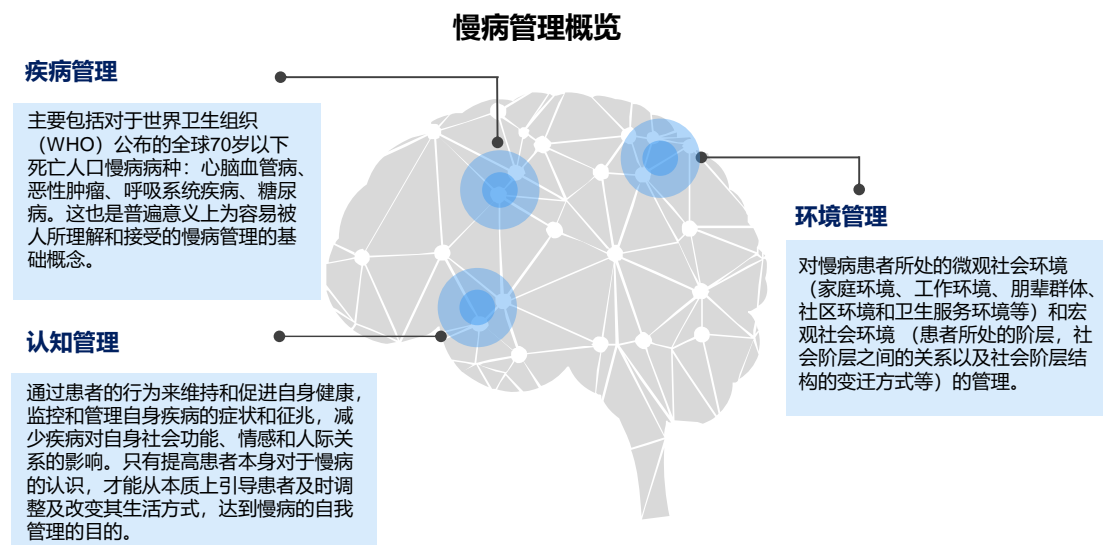 慢病管理概览
疾病管理
主要包括对于世界卫生组织
（WHO）公布的全球70岁以下
死亡人口慢病病种：心脑血管病、
恶性肿瘤、呼吸系统疾病、糖尿
病。这也是普遍意义上为容易被
人所理解和接受的慢病管理的基
础概念。
环境管理
对慢病患者所处的微观社会环境
（家庭环境、工作环境、朋辈群体、
社区环境和卫生服务环境等）和宏
观社会环境 （患者所处的阶层，社
会阶层之间的关系以及社会阶层结
构的变迁方式等）的管理。
认知管理
通过患者的行为来维持和促进自身健康，
监控和管理自身疾病的症状和征兆，减
少疾病对自身社会功能、情感和人际关
系的影响。只有提高患者本身对于慢病
的认识，才能从本质上引导患者及时调
整及改变其生活方式，达到慢病的自我
管理的目的。